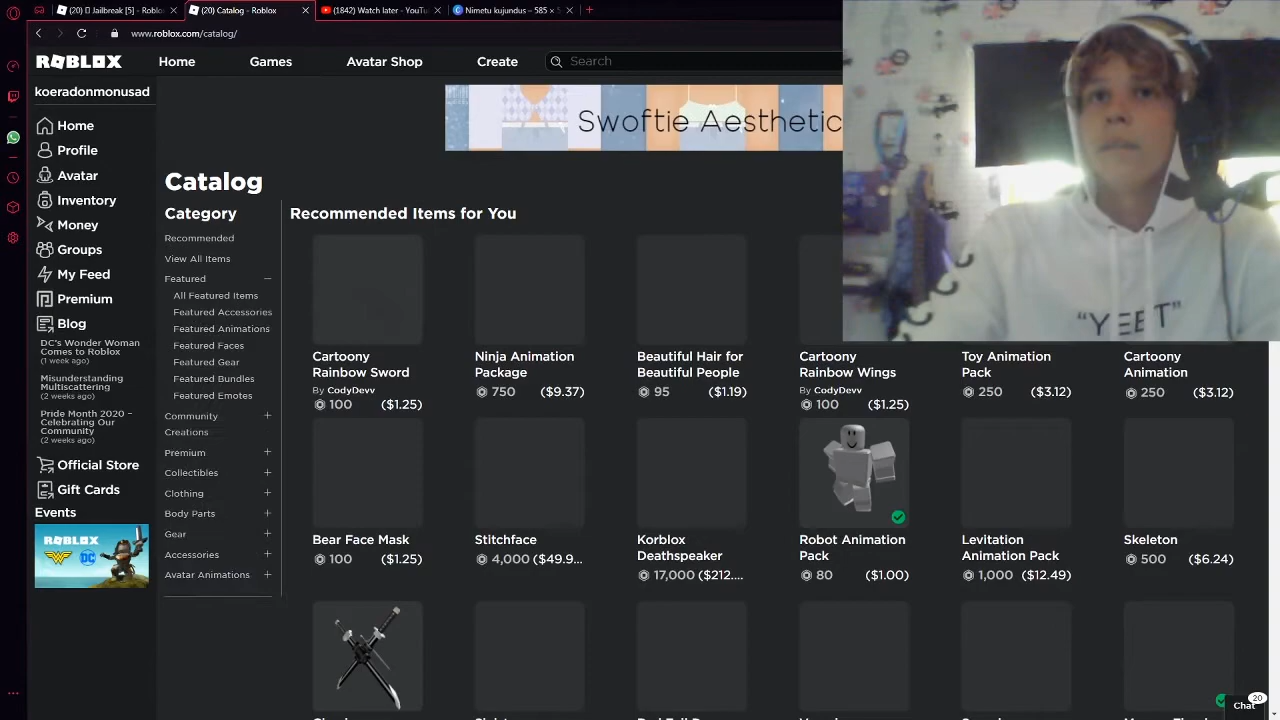 (20) Jailbreak [5] - Roblo
(20) Catalog - Roblox
(1842) Watch later - YouTu
Nimetu kujundus – 585 × 5
www.roblox.com/catalog/
ROBLOX
Home
Games
Avatar Shop
Create
Search
koeradonmonusad
Swoftie Aesthetic
Home
Profile
Avatar
Inventory
Money
Groups
My Feed
Premium
Blog
DC's Wonder Woman
Comes to Roblox
(1 week ago)
Misunderstanding
Multiscattering
(2 weeks ago)
Pride Month 2020 –
Celebrating Our
Community
(2 weeks ago)
Official Store
Gift Cards
Events
ROBLOX
DC
Catalog
Category
Recommended
View All Items
Featured
All Featured Items
Featured Accessories
Featured Animations
Featured Faces
Featured Gear
Featured Bundles
Featured Emotes
Community
Creations
Premium
Collectibles
Clothing
Body Parts
Gear
Accessories
Avatar Animations
Recommended Items for You
Cartoony
Rainbow Sword
By CodyDevv
100 ($1.25)
Ninja Animation
Package
750 ($9.37)
Beautiful Hair for
Beautiful People
95 ($1.19)
Cartoony
Rainbow Wings
By CodyDevv
100 ($1.25)
Toy Animation
Pack
250 ($3.12)
Cartoony
Animation
250 ($3.12)
Bear Face Mask
100 ($1.25)
Stitchface
4,000 ($49.9...
Korblox
Deathspeaker
17,000 ($212....
Robot Animation
Pack
80 ($1.00)
Levitation
Animation Pack
1,000 ($12.49)
Skeleton
500 ($6.24)
"YEET"
Chat
20